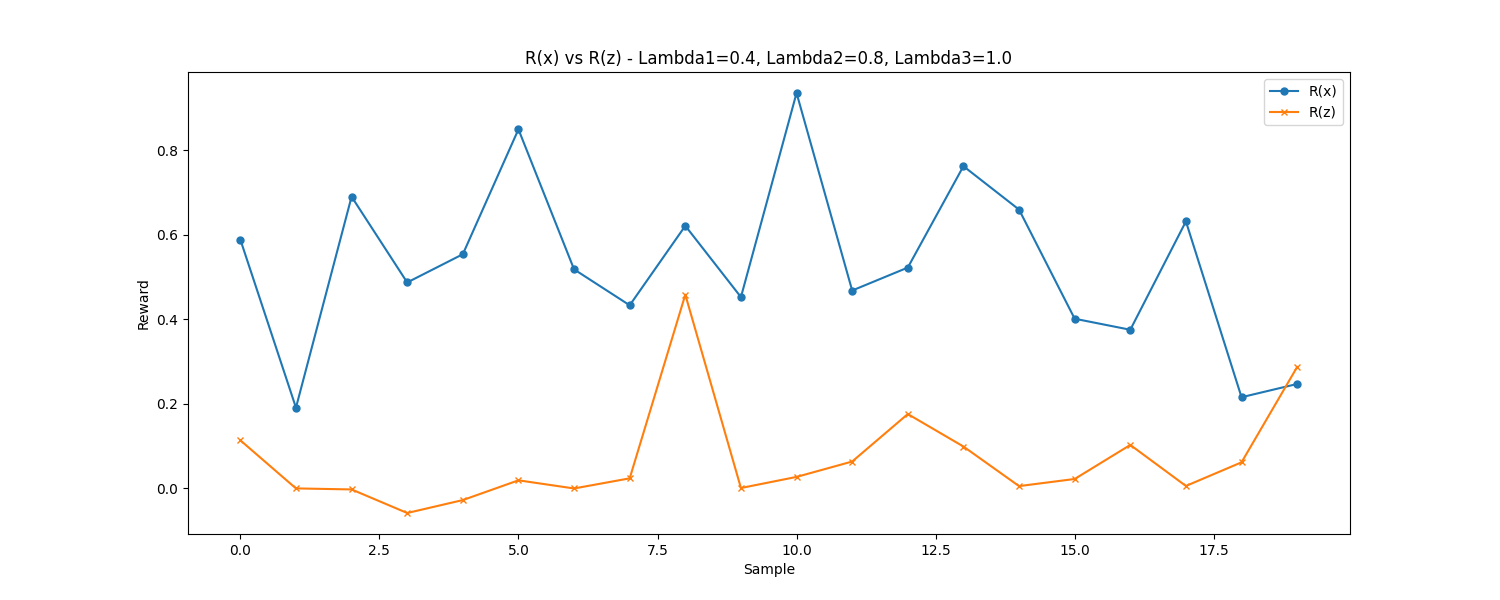 R(x) vs R(z) - Lambda1=0.4, Lambda2=0.8, Lambda3=1.0
R(x)
R(z)
Reward
0.8
0.6
0.4
0.2
0.0
0.0 2.5 5.0 7.5 10.0 12.5 15.0 17.5
Sample